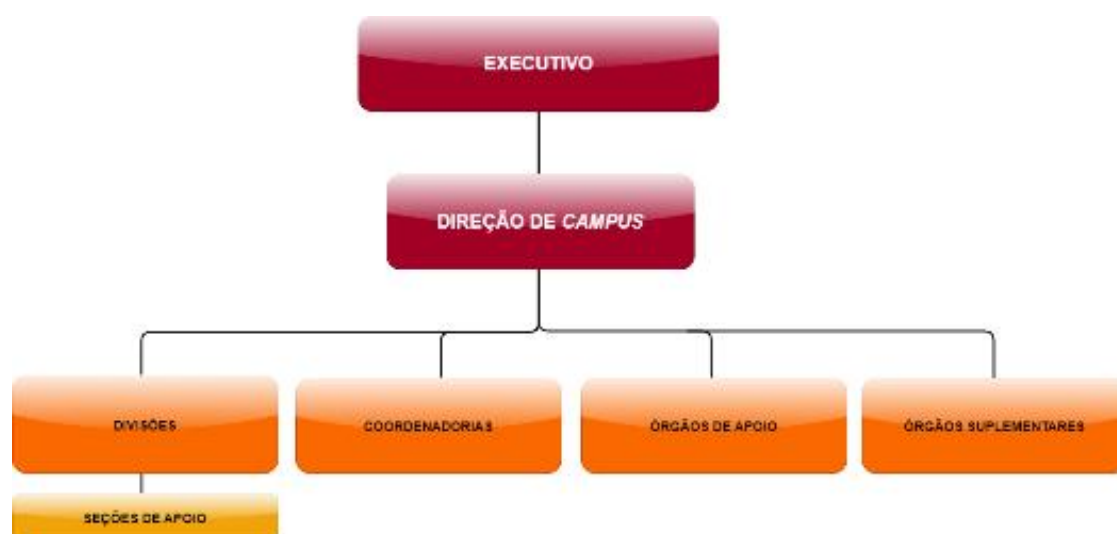 EXECUTIVO
DIREÇÃO DE CAMPUS
DIVISÕES
COORDENADORIAS
ÓRGÃOS DE APOIO
ÓRGÃOS SUPLEMENTARES
SEÇÕES DE APOIO